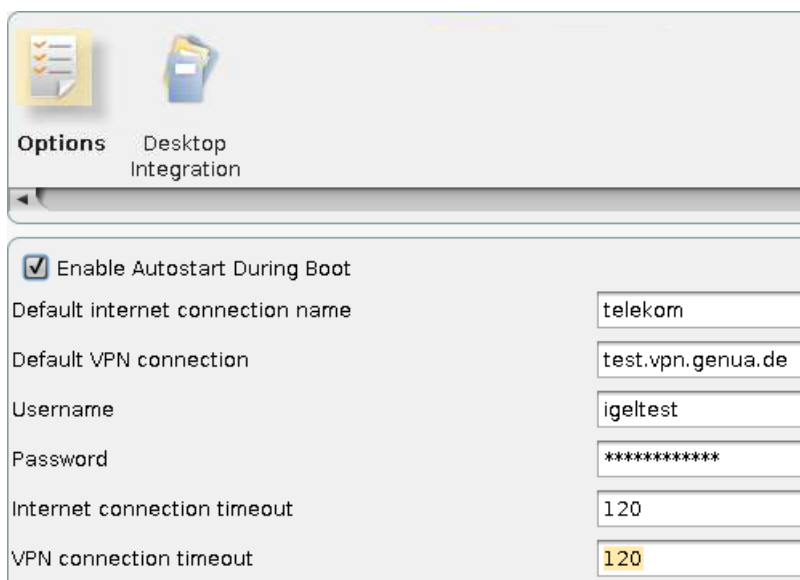 Options
Desktop
Integration
Enable Autostart During Boot
Default internet connection name
telekom
Default VPN connection
test.vpn.genua.de
Username
igeltest
Password
************
Internet connection timeout
120
VPN connection timeout
120